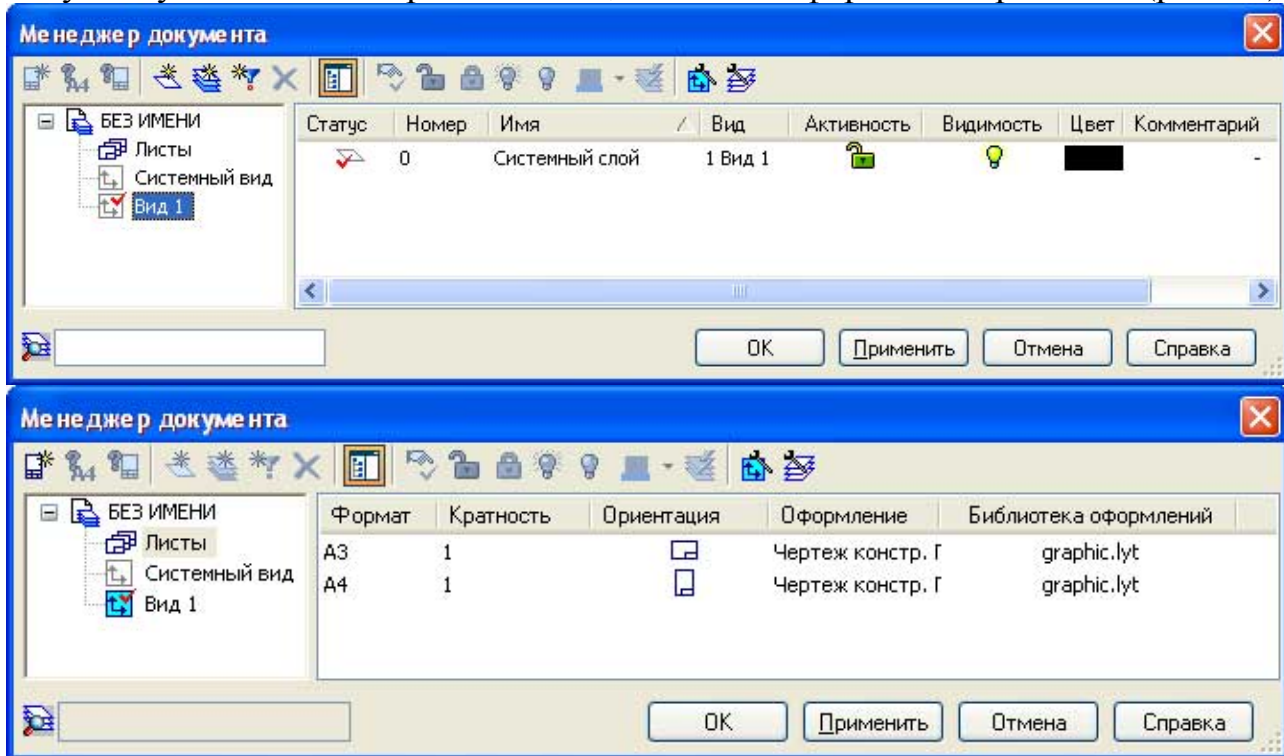 Менеджер документа
БЕЗ ИМЕНИ
Листы
Системный вид
Вид 1
Статус Номер Имя Вид Активность Видимость Цвет Комментарий
0 Системный слой 1 Вид 1 -
OK Применить Отмена Справка
Менеджер документа
БЕЗ ИМЕНИ
Листы
Системный вид
Вид 1
Формат Кратность Ориентация Оформление Библиотека оформлений
А3 1 Чертеж констр. Г graphic.lyt
А4 1 Чертеж констр. Г graphic.lyt
OK Применить Отмена Справка